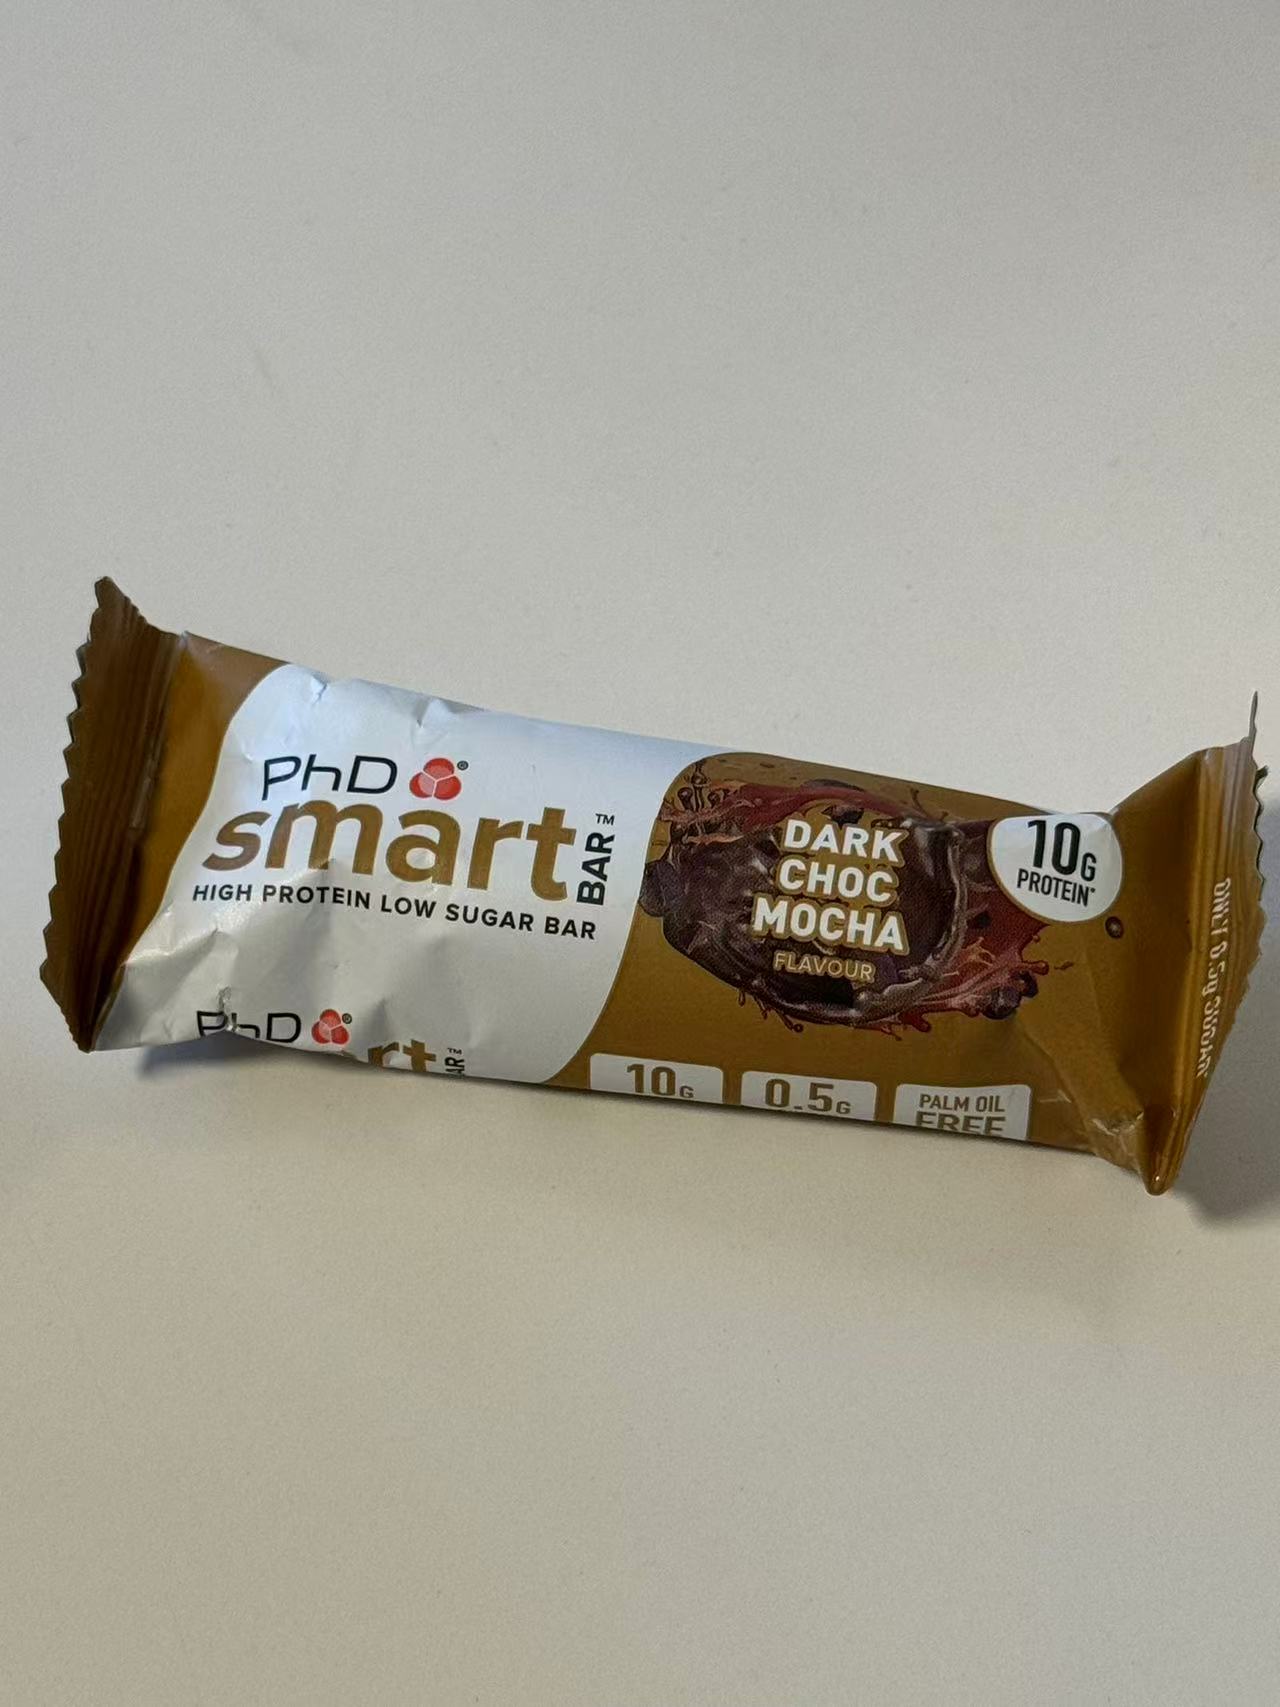 PhD®
smart BAR™
HIGH PROTEIN LOW SUGAR BAR
DARK
CHOC
MOCHA
FLAVOUR
10G
PROTEIN*
PhD®
10G
0.5G
PALM OIL
FREE
ONLY 0.5g SUGAR*